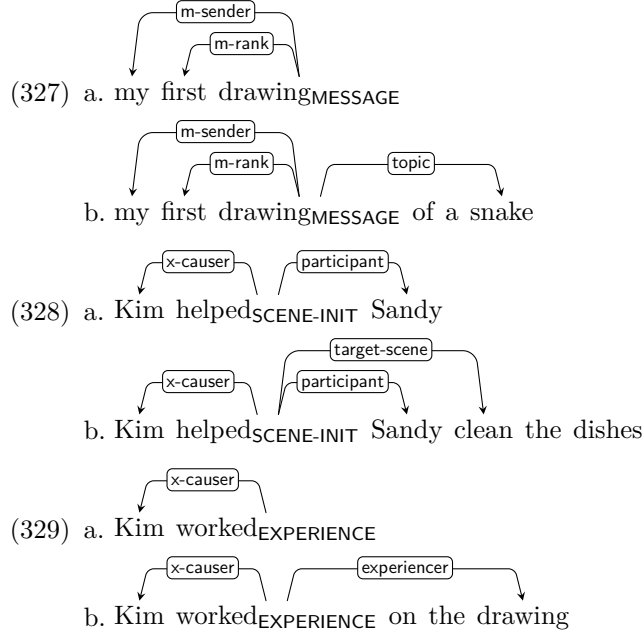 m-sender
m-rank
(327) a. my first drawingMESSAGE
m-sender
m-rank topic
b. my first drawingMESSAGE of a snake
x-causer participant
(328) a. Kim helpedSCENE-INIT Sandy
target-scene
x-causer participant
b. Kim helpedSCENE-INIT Sandy clean the dishes
x-causer
(329) a. Kim workedEXPERIENCE
x-causer experiencer
b. Kim workedEXPERIENCE on the drawing